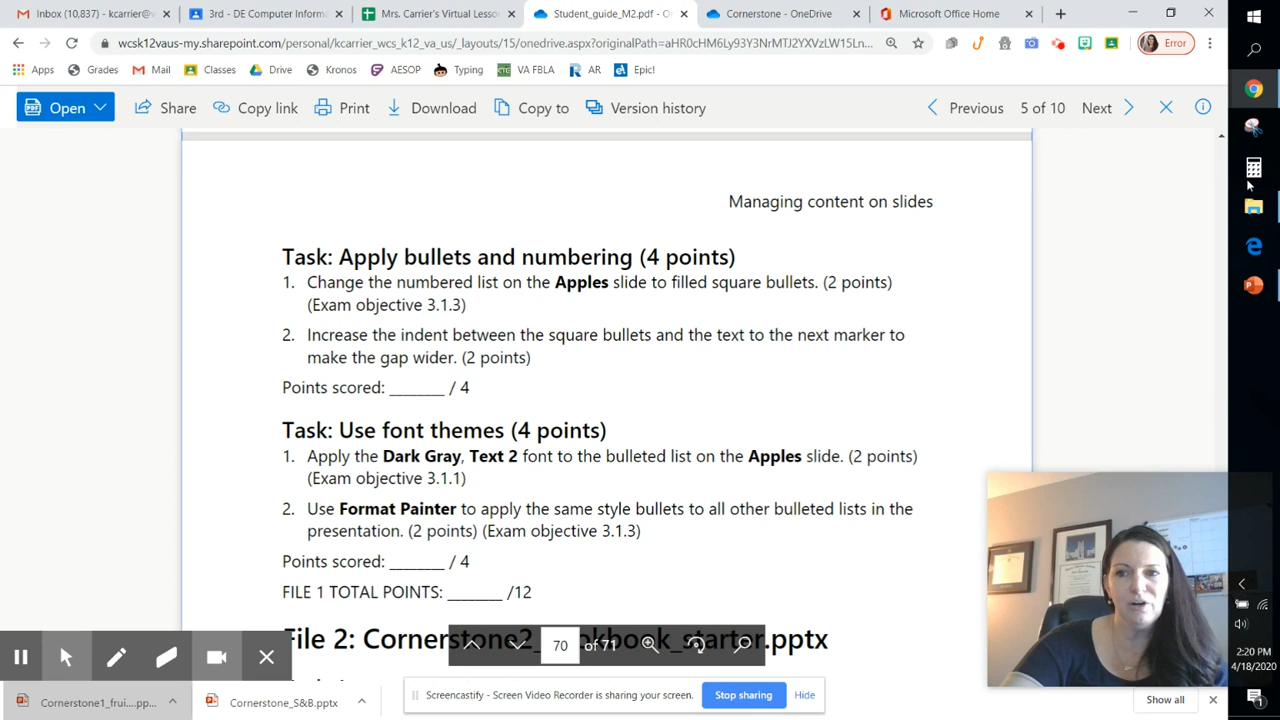 Inbox (10,837) - kcarrier@w
3rd - DE Computer Inform
Mrs. Carrier's Virtual Lesso
Student_guide_M2.pdf - O
Cornerstone - OneDrive
Microsoft Office Home
wcsk12vaus-my.sharepoint.com/personal/kcarrier_wcs_k12_va_us/_layouts/15/onedrive.aspx?originalPath=aHR0cHM6Ly93Y3NrMTJ2YXVzLW15Ln...
Error
Apps
Grades
Mail
Classes
Drive
Kronos
AESOP
Typing
VA FBLA
AR
Epic!
Open
Share
Copy link
Print
Download
Copy to
Version history
Previous
5 of 10
Next
Managing content on slides
Task: Apply bullets and numbering (4 points)
1. Change the numbered list on the Apples slide to filled square bullets. (2 points)
(Exam objective 3.1.3)
2. Increase the indent between the square bullets and the text to the next marker to
make the gap wider. (2 points)
Points scored: ________ / 4
Task: Use font themes (4 points)
1. Apply the Dark Gray, Text 2 font to the bulleted list on the Apples slide. (2 points)
(Exam objective 3.1.1)
2. Use Format Painter to apply the same style bullets to all other bulleted lists in the
presentation. (2 points) (Exam objective 3.1.3)
Points scored: ________ / 4
FILE 1 TOTAL POINTS: ________ /12
File 2: Cornerstone2_ okbook_starter.pptx
70 of 71
Cornerstone1_frui....pp...
Cornerstone_S&B.pptx
Screencastify - Screen Video Recorder is sharing your screen.
Stop sharing
Hide
Show all
2:20 PM
4/18/2020
1